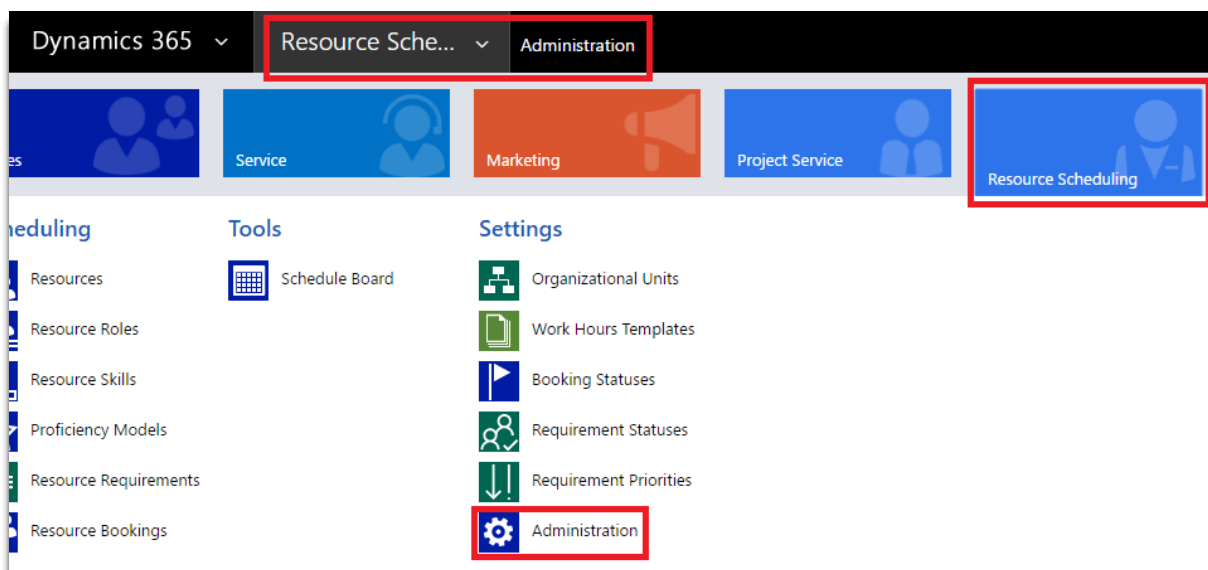 Dynamics 365
Resource Sche...
Administration
es
Service
Marketing
Project Service
Resource Scheduling
heduling
Resources
Resource Roles
Resource Skills
Proficiency Models
Resource Requirements
Resource Bookings
Tools
Schedule Board
Settings
Organizational Units
Work Hours Templates
Booking Statuses
Requirement Statuses
Requirement Priorities
Administration